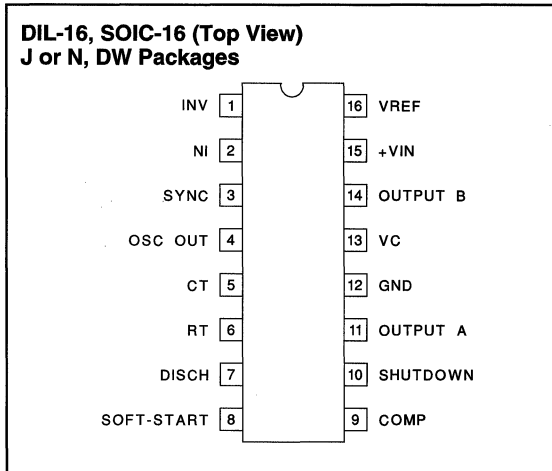 DIL-16, SOIC-16 (Top View)
J or N, DW Packages
INV 1 16 VREF
NI 2 15 +VIN
SYNC 3 14 OUTPUT B
OSC OUT 4 13 VC
CT 5 12 GND
RT 6 11 OUTPUT A
DISCH 7 10 SHUTDOWN
SOFT-START 8 9 COMP